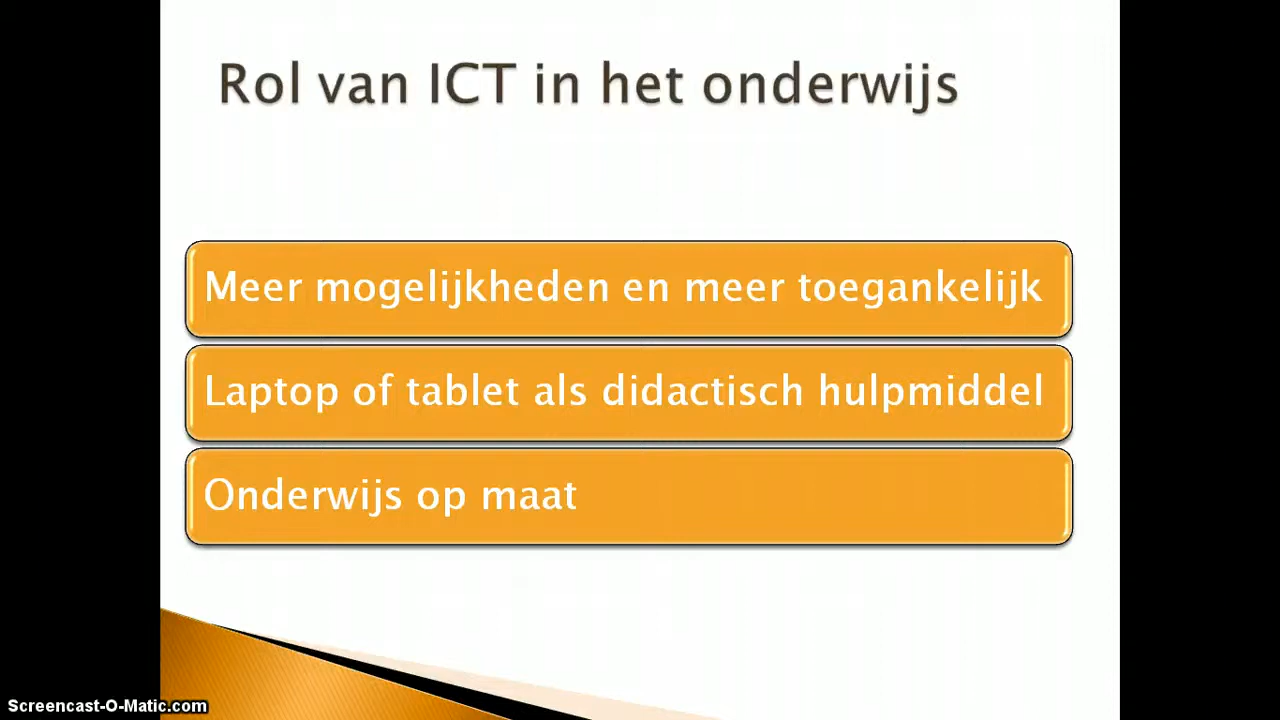 Rol van ICT in het onderwijs
Meer mogelijkheden en meer toegankelijk
Laptop of tablet als didactisch hulpmiddel
Onderwijs op maat
Screencast-O-Matic.com